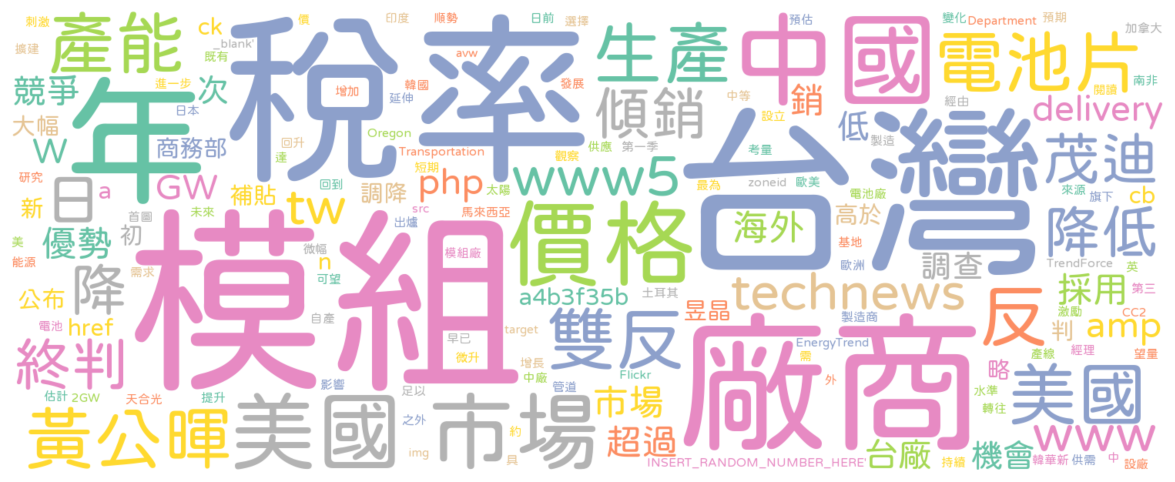 刺激
產能
ck
_blank'
既有
擴建
競爭
進一步
次
年
日本
大幅
W
商務部
稅率
增加
印度
順勢
韓國
avw
延伸
日前
選擇
價
發展
生產
傾銷
中國
預估
銷
中等
設立
變化
Department
預期
加拿大
電池片
南非
閱讀
delivery
經由
低
製造
茂迪
回升
連
Oregon
Transportation
短期
觀察
供應
第一季
考量
台灣
研究
新
日
a
GW
補貼
未來
tw
回到
調降
php
太陽
www5
最為
zoneid
歐美
電池廠
來源
旗下
cb
首圖
美
能源
優勢
初
需求
降
n
微幅
可望
出爐
src
馬來西亞
模組廠
價格
海外
高於
基地
歐洲
調查
降低
TrendForce
英
第三
公布
href
電池
自產
模組
早已
微升
target
a4b3f35b
土耳其
technews
昱晶
製造商
EnergyTrend
反
採用
激勵
CC2
判
amp
終判
估計
2GW
天合光
提升
影響
增長
中廠
雙反
Flickr
管道
足以
之外
廠商
需
外
略
產線
經理
望量
水準
轉往
美國
黃公暉
美國
市場
img
約
具
市場
超過
INSERT_RANDOM_NUMBER_HERE'
台廠
持續
機會
www
韓華新
供需
中
設廠